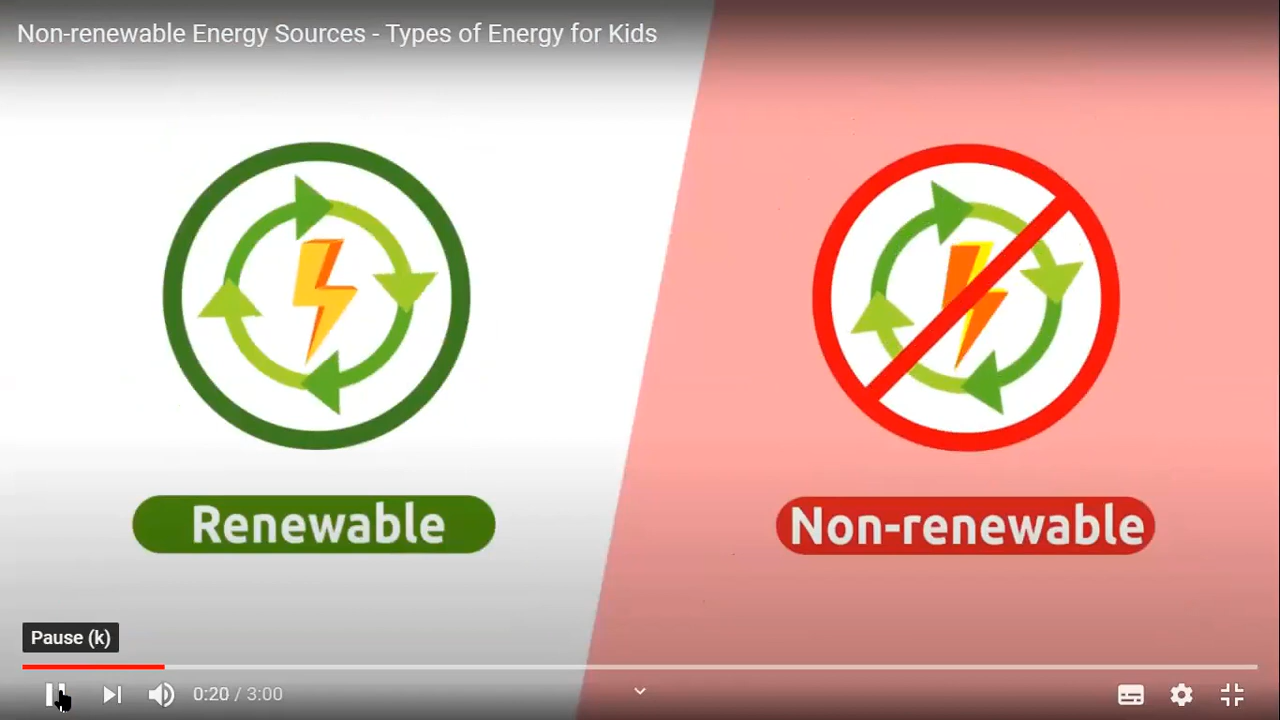 Non-renewable Energy Sources - Types of Energy for Kids
Renewable
Non-renewable
Pause (k)
0:20 / 3:00